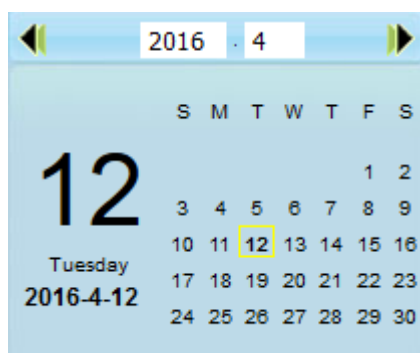 2016 . 4
S M T W T F S
1 2
3 4 5 6 7 8 9
10 11 12 13 14 15 16
17 18 19 20 21 22 23
24 25 26 27 28 29 30
12
Tuesday
2016-4-12